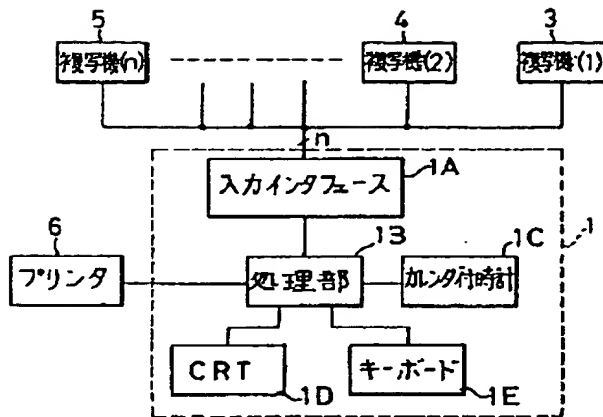 5
4
3
複写機(n)
複写機(2)
複写機(1)
n
入力インタフェース
1A
6
プリンタ
処理部
1B
カレンダ付時計
1C
1
CRT
1D
キーボード
1E